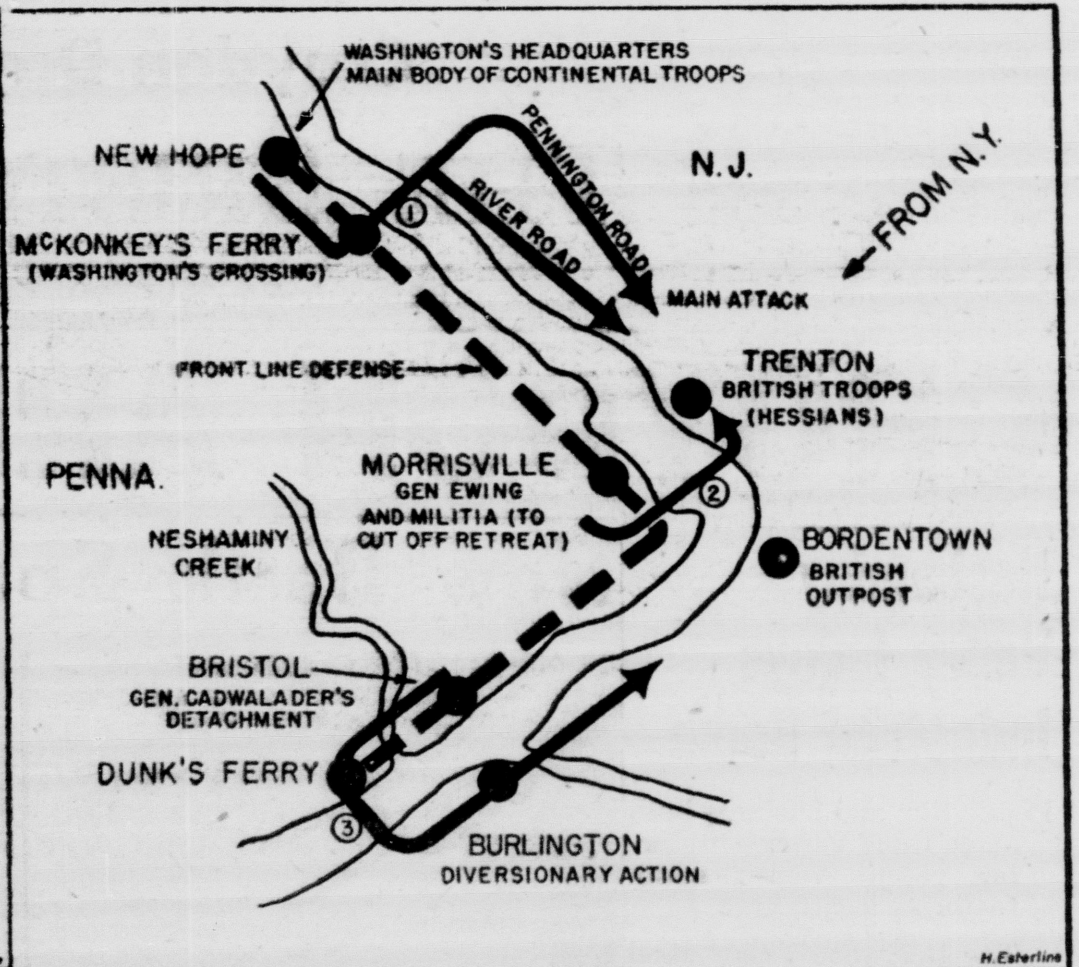 WASHINGTON'S HEADQUARTERS
MAIN BODY OF CONTINENTAL TROOPS
NEW HOPE
PENNINGTON ROAD
N.J.
FROM N.Y.
①
RIVER ROAD
McKONKEY'S FERRY
(WASHINGTON'S CROSSING)
MAIN ATTACK
FRONT LINE DEFENSE
TRENTON
BRITISH TROOPS
(HESSIANS)
PENNA.
MORRISVILLE
GEN EWING
AND MILITIA (TO
CUT OFF RETREAT)
②
NESHAMINY
CREEK
BORDENTOWN
BRITISH
OUTPOST
BRISTOL
GEN. CADWALADER'S
DETACHMENT
DUNK'S FERRY
③
BURLINGTON
DIVERSIONARY ACTION
H. Esterline